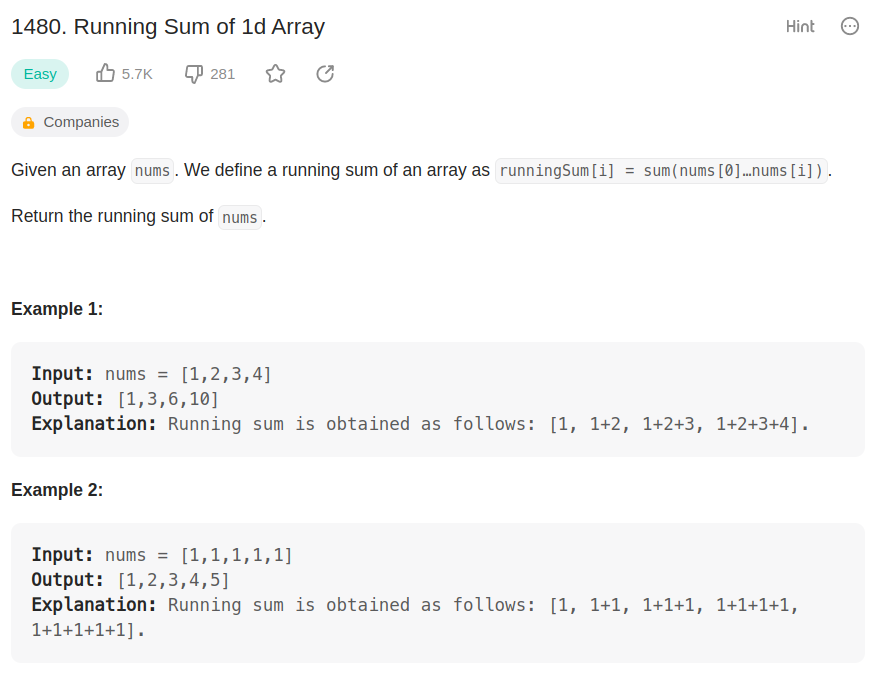 1480. Running Sum of 1d Array
Hint
Easy
5.7K
281
Companies
Given an array nums. We define a running sum of an array as runningSum[i] = sum(nums[0]…nums[i]).
Return the running sum of nums.
Example 1:
Input: nums = [1,2,3,4]
Output: [1,3,6,10]
Explanation: Running sum is obtained as follows: [1, 1+2, 1+2+3, 1+2+3+4].
Example 2:
Input: nums = [1,1,1,1,1]
Output: [1,2,3,4,5]
Explanation: Running sum is obtained as follows: [1, 1+1, 1+1+1, 1+1+1+1,
1+1+1+1+1].